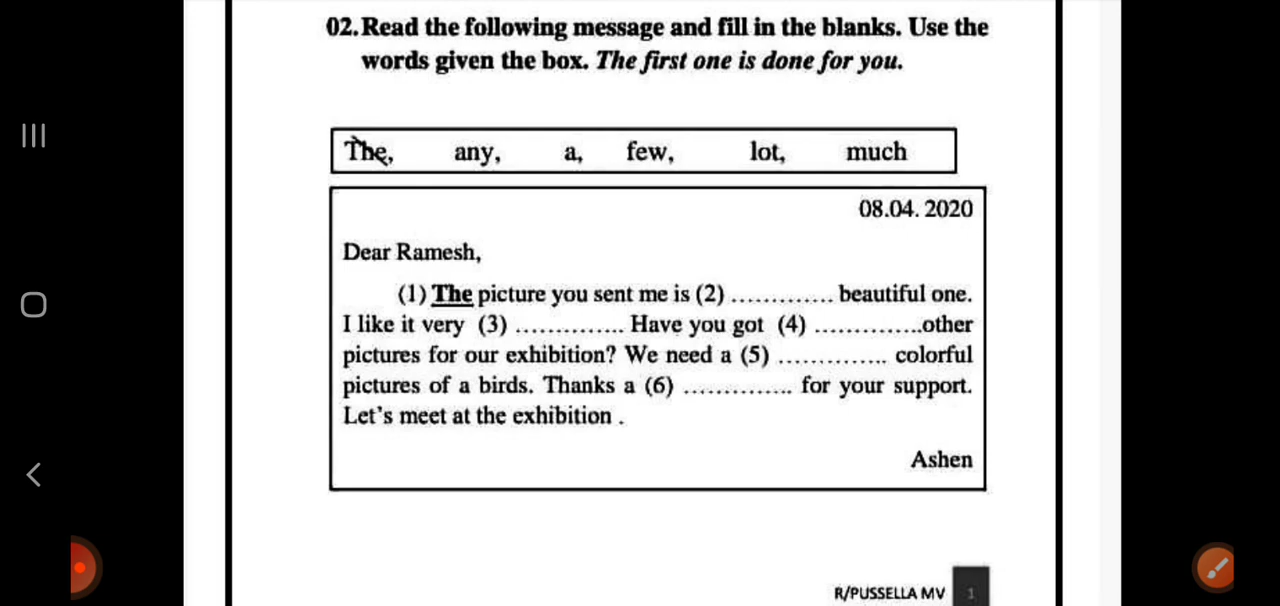 02. Read the following message and fill in the blanks. Use the
words given the box. The first one is done for you.
The, any, a, few, lot, much
08.04. 2020
Dear Ramesh,
(1) The picture you sent me is (2) ............. beautiful one.
I like it very (3) ............. Have you got (4) .............other
pictures for our exhibition? We need a (5) ............. colorful
pictures of a birds. Thanks a (6) ............. for your support.
Let's meet at the exhibition .
Ashen
R/PUSSELLA MV 1